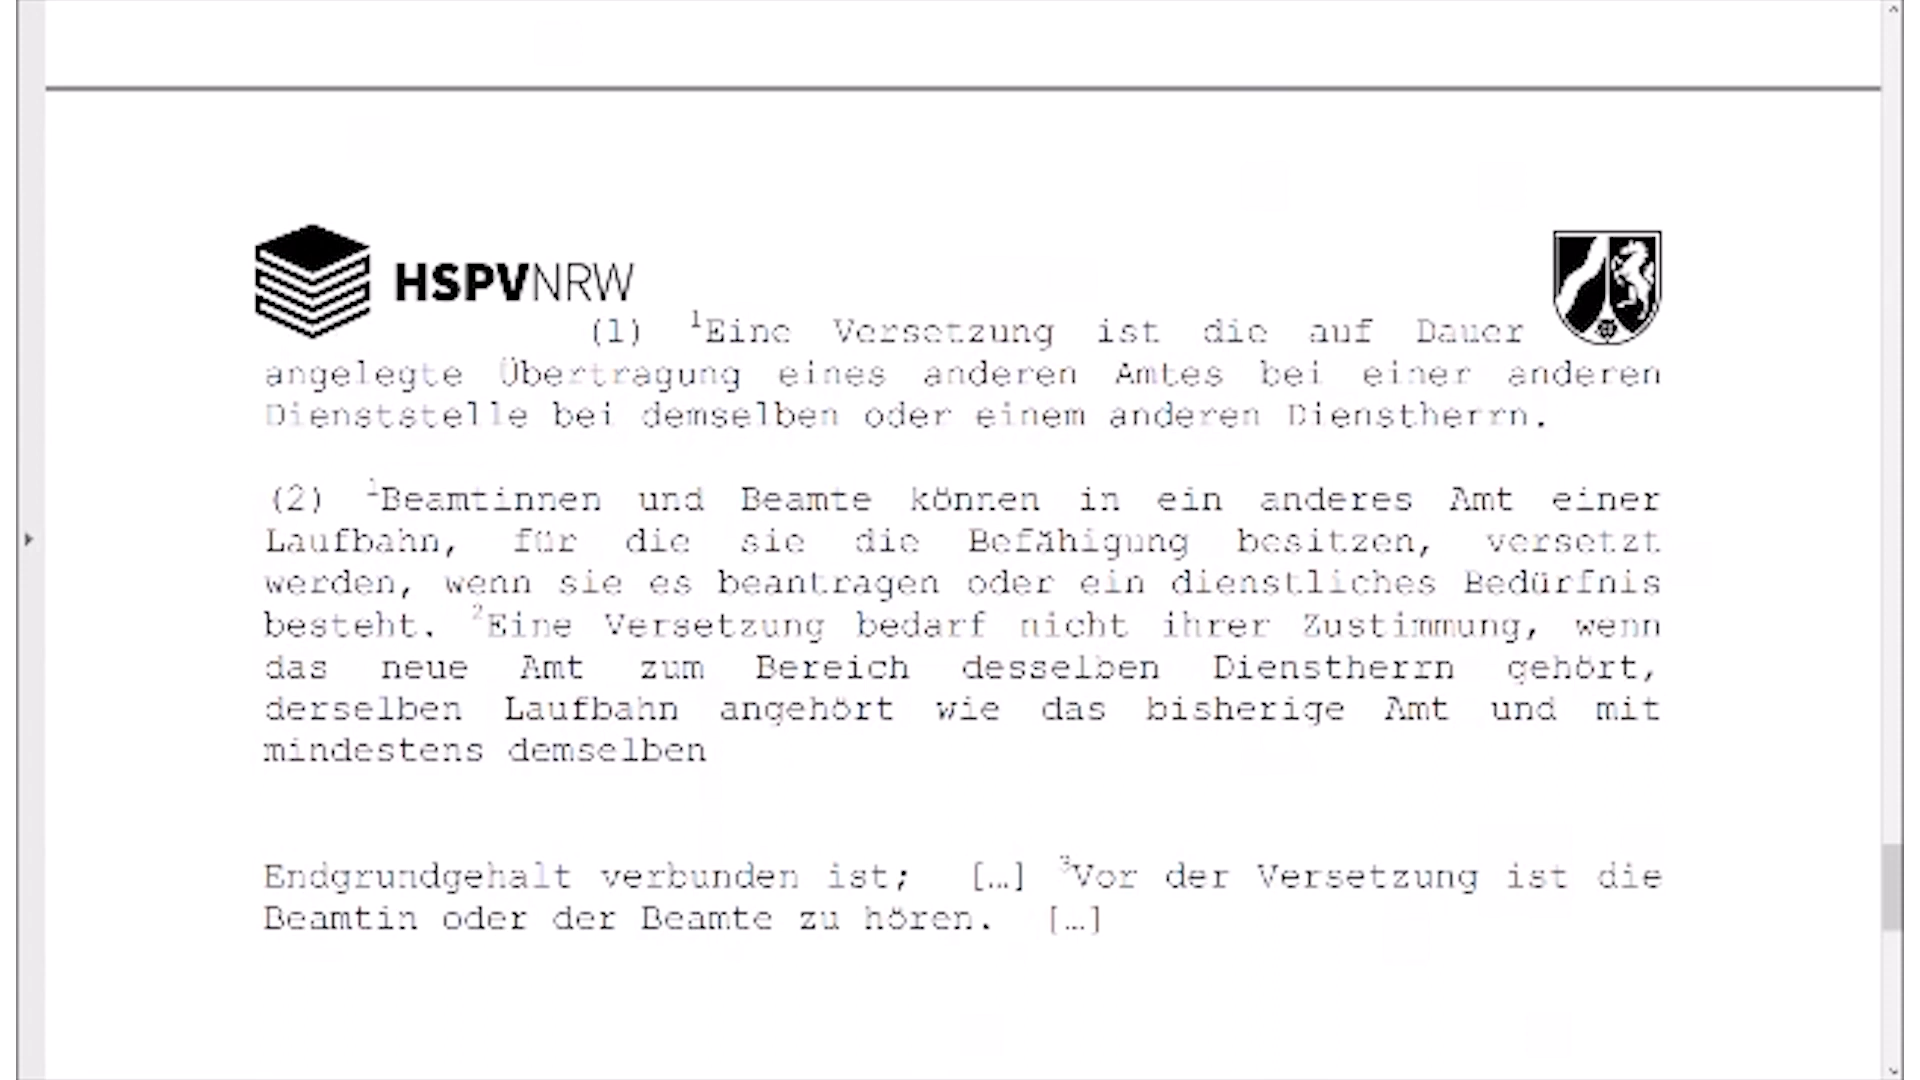 HSPVNRW
(1) ¹Eine Versetzung ist die auf Dauer
angelegte Übertragung eines anderen Amtes bei einer anderen
Dienststelle bei demselben oder einem anderen Dienstherrn.
(2) ¹Beamtinnen und Beamte können in ein anderes Amt einer
Laufbahn, für die sie die Befähigung besitzen, versetzt
werden, wenn sie es beantragen oder ein dienstliches Bedürfnis
besteht. ²Eine Versetzung bedarf nicht ihrer Zustimmung, wenn
das neue Amt zum Bereich desselben Dienstherrn gehört,
derselben Laufbahn angehört wie das bisherige Amt und mit
mindestens demselben
Endgrundgehalt verbunden ist; […] ³Vor der Versetzung ist die
Beamtin oder der Beamte zu hören. […]